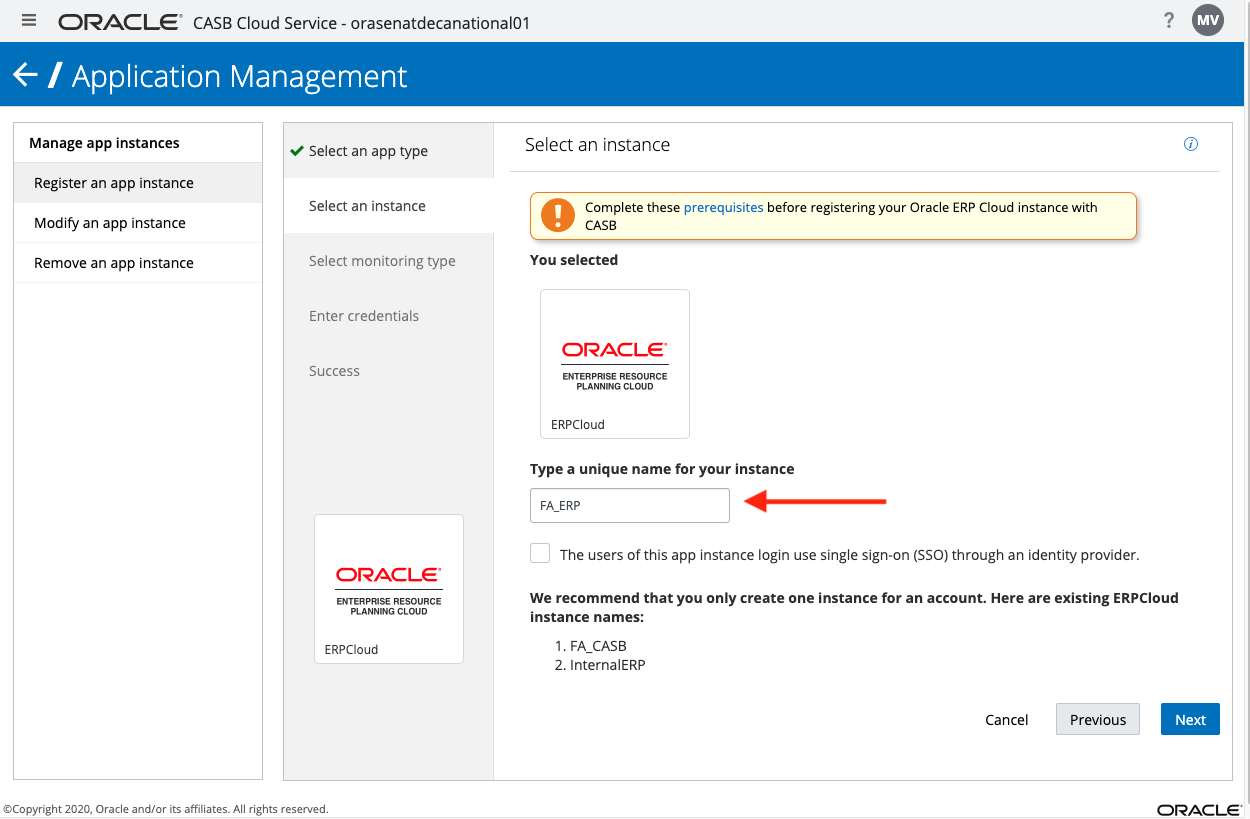 ORACLE® CASB Cloud Service - orasenatdecanational01 ? MV
/ Application Management
Manage app instances
Register an app instance
Modify an app instance
Remove an app instance
Select an app type
Select an instance
Select monitoring type
Enter credentials
Success
ORACLE®
ENTERPRISE RESOURCE
PLANNING CLOUD
ERPCloud
Select an instance i
! Complete these prerequisites before registering your Oracle ERP Cloud instance with
CASB
You selected
ORACLE®
ENTERPRISE RESOURCE
PLANNING CLOUD
ERPCloud
Type a unique name for your instance
FA_ERP
The users of this app instance login use single sign-on (SSO) through an identity provider.
We recommend that you only create one instance for an account. Here are existing ERPCloud
instance names:
1. FA_CASB
2. InternalERP
Cancel Previous Next
©Copyright 2020, Oracle and/or its affiliates. All rights reserved. ORACLE®